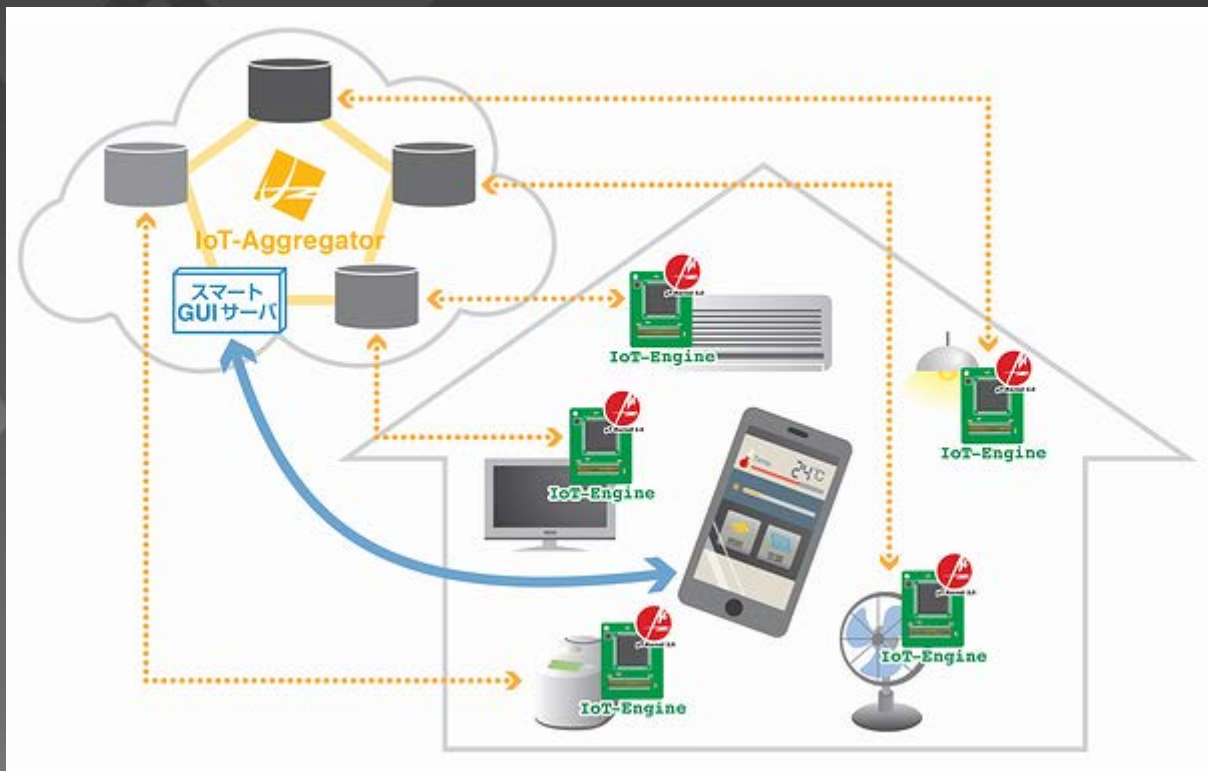 IoT-Aggregator
スマート
GUIサーバ
IoT-Engine
IoT-Engine
IoT-Engine
24℃
IoT-Engine
IoT-Engine